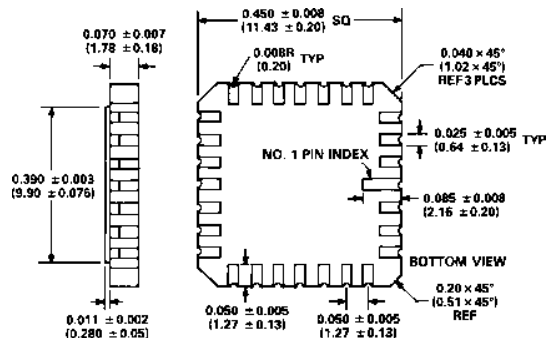 0.450 ± 0.008
(11.43 ± 0.20) SQ
0.070 ± 0.007
(1.78 ± 0.18)
0.008R
(0.20) TYP
0.040 × 45°
(1.02 × 45°)
REF 3 PLCS
0.025 ± 0.005
(0.64 ± 0.13) TYP
NO. 1 PIN INDEX
0.390 ± 0.003
(9.90 ± 0.076)
0.085 ± 0.008
(2.16 ± 0.20)
BOTTOM VIEW
0.20 × 45°
(0.51 × 45°)
REF
0.011 ± 0.002
(0.280 ± 0.05)
0.050 ± 0.005
(1.27 ± 0.13)
0.050 ± 0.005
(1.27 ± 0.13)